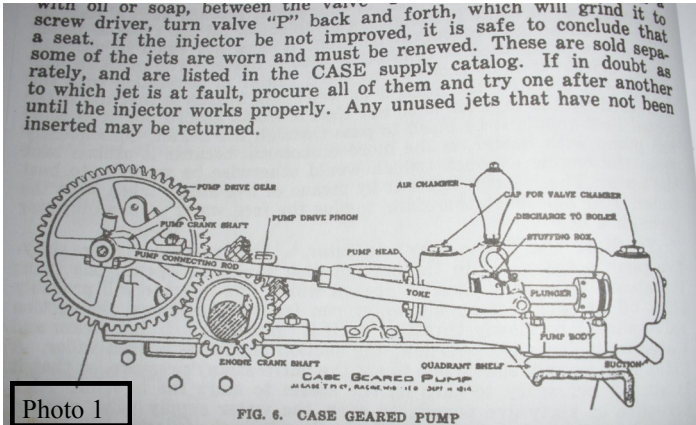 with oil or soap, between the valve
screw driver, turn valve "P" back and forth, which will grind it to
a seat. If the injector be not improved, it is safe to conclude that
some of the jets are worn and must be renewed. These are sold sepa-
rately, and are listed in the CASE supply catalog. If in doubt as
to which jet is at fault, procure all of them and try one after another
until the injector works properly. Any unused jets that have not been
inserted may be returned.
PUMP DRIVE GEAR
AIR CHAMBER
CAP FOR VALVE CHAMBER
PUMP CRANK SHAFT
PUMP DRIVE PINION
DISCHARGE TO BOILER
STUFFING BOX
PUMP HEAD
PUMP CONNECTING ROD
YOKE
PLUNGER
PUMP BODY
ENGINE CRANK SHAFT
QUADRANT SHELF
SUCTION
CASE GEARED PUMP
J.I. CASE T.M. CO., RACINE, WIS. SEPT 1914
Photo 1
FIG. 6. CASE GEARED PUMP